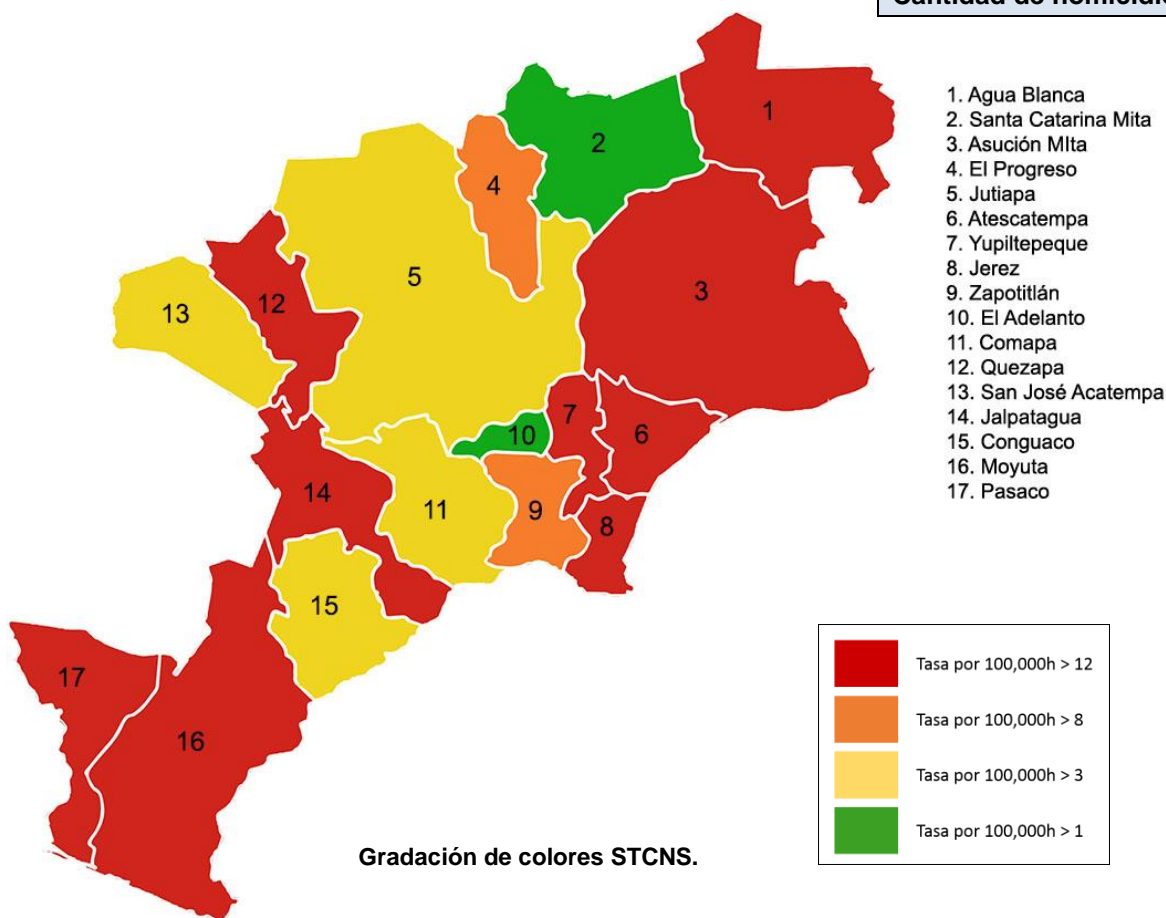 Cantidad de homicidi
1. Agua Blanca
2. Santa Catarina Mita
3. Asución MIta
4. El Progreso
5. Jutiapa
6. Atescatempa
7. Yupiltepeque
8. Jerez
9. Zapotitlán
10. El Adelanto
11. Comapa
12. Quezapa
13. San José Acatempa
14. Jalpatagua
15. Conguaco
16. Moyuta
17. Pasaco
1
2
4
3
5
12
13
10
7
6
14
11
9
8
15
17
16
Tasa por 100,000h > 12
Tasa por 100,000h > 8
Tasa por 100,000h > 3
Tasa por 100,000h > 1
Gradación de colores STCNS.